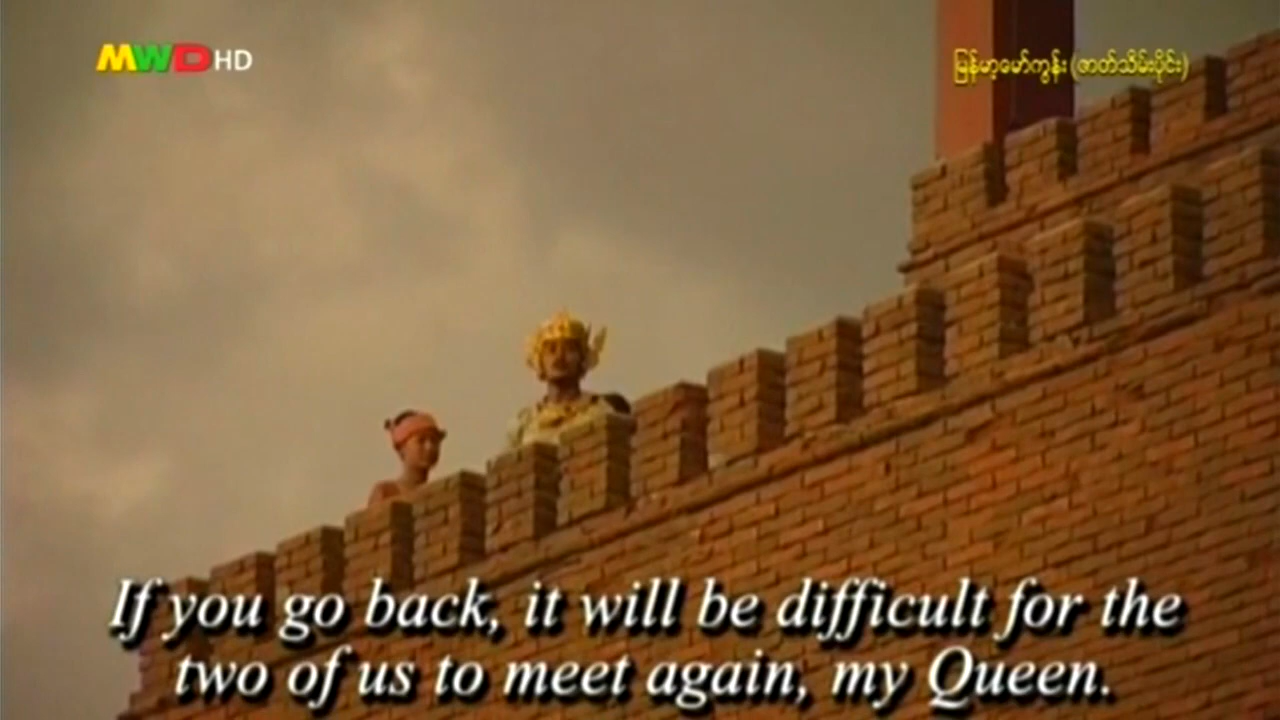 MWD HD
မြန်မာ့မော်ကွန်း (ဇာတ်သိမ်းပိုင်း)
If you go back, it will be difficult for the
two of us to meet again, my Queen.